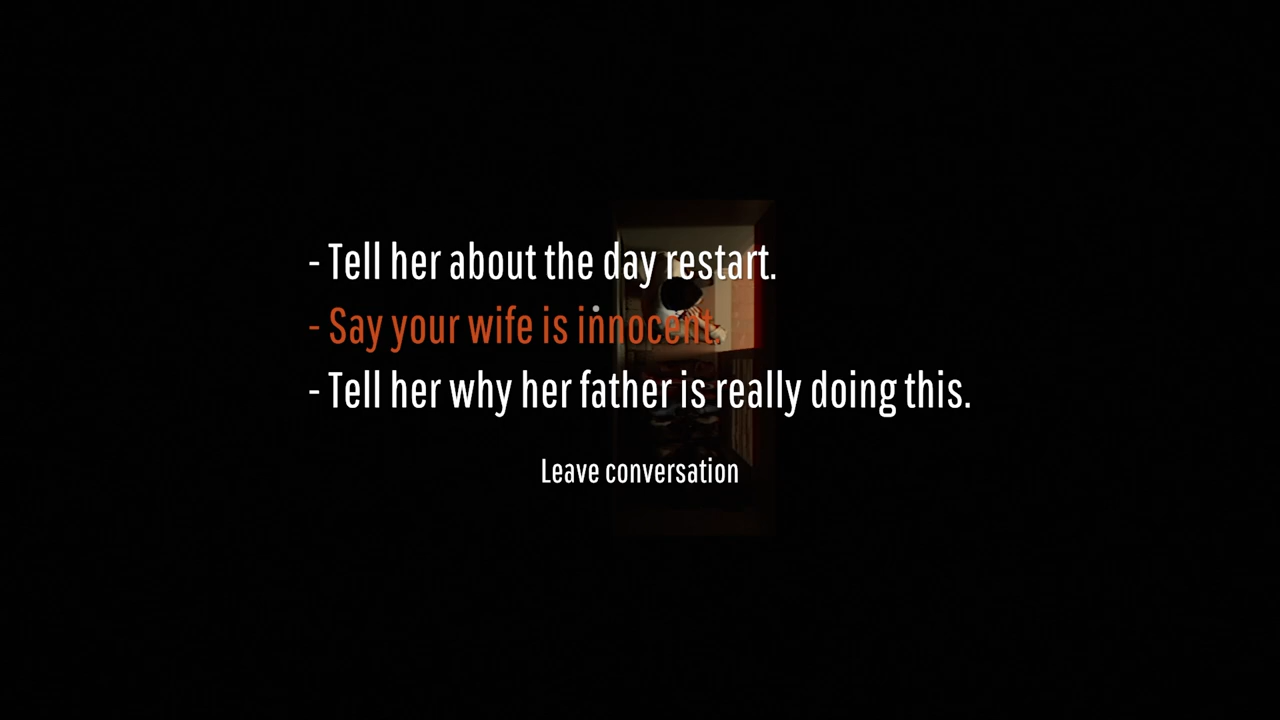 - Tell her about the day restart.
- Say your wife is innocent.
- Tell her why her father is really doing this.
Leave conversation